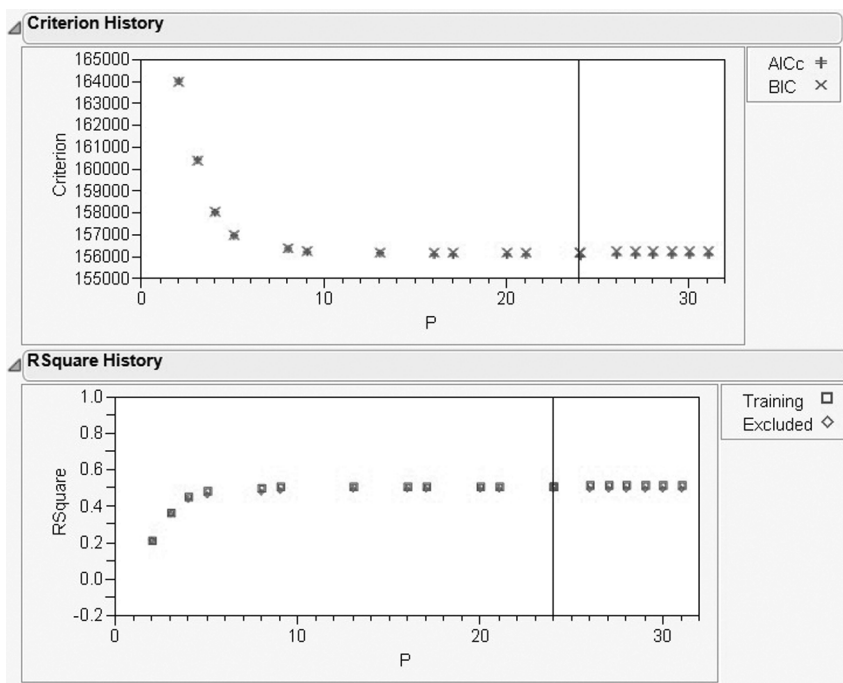 Criterion History
165000
164000
163000
162000
161000
160000
159000
158000
157000
156000
155000
Criterion
0 10 20 30
P
AICc
BIC
RSquare History
1.0
0.8
0.6
0.4
0.2
0.0
-0.2
RSquare
0 10 20 30
P
Training
Excluded